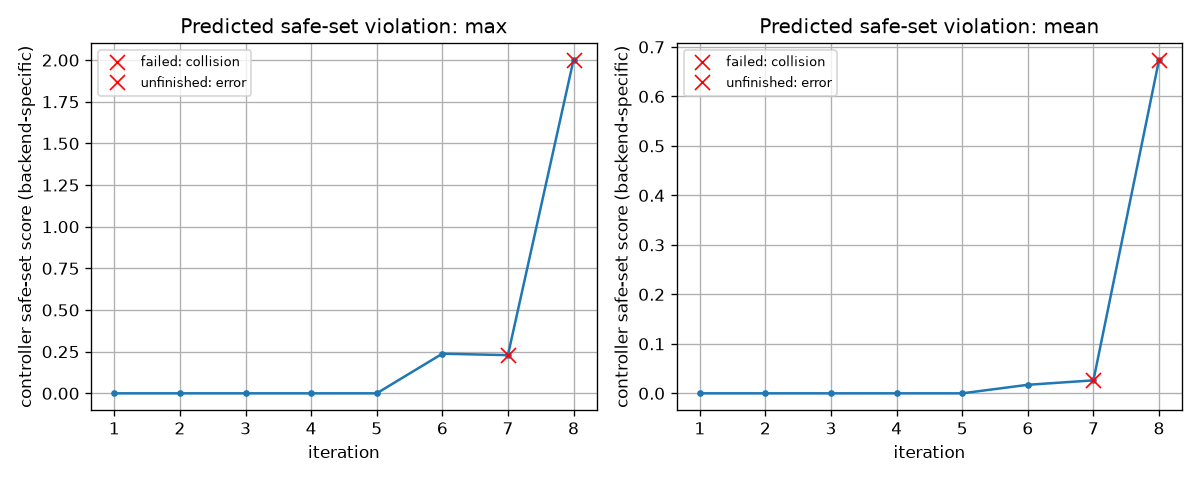 Predicted safe-set violation: max
controller safe-set score (backend-specific)
2.00
1.75
1.50
1.25
1.00
0.75
0.50
0.25
0.00
failed: collision
unfinished: error
1 2 3 4 5 6 7 8
iteration
Predicted safe-set violation: mean
controller safe-set score (backend-specific)
0.7
0.6
0.5
0.4
0.3
0.2
0.1
0.0
failed: collision
unfinished: error
1 2 3 4 5 6 7 8
iteration